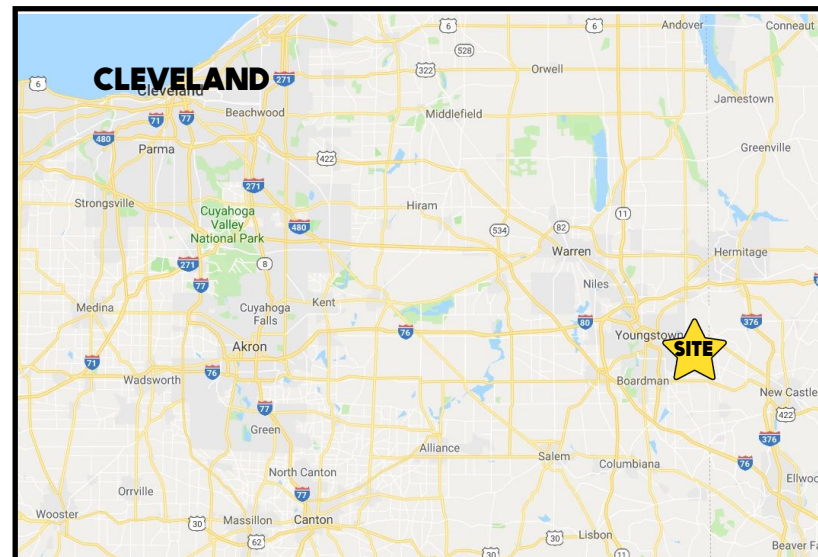 6
6
Andover
Conneaut
528
CLEVELAND
271
322
Orwell
6
Cleveland
Jamestown
Beachwood
Middlefield
71
77
480
Parma
Greenville
422
271
Strongsville
Cuyahoga
Valley
National Park
Hiram
11
480
534
82
Warren
Hermitage
271
8
77
Niles
Medina
Cuyahoga
Falls
Kent
80
376
76
Youngstown
Akron
SITE
71
76
Wadsworth
Boardman
New Castle
77
422
Green
376
Alliance
Salem
Columbiana
76
North Canton
Ellwo
Orrville
77
Wooster
30
Massillon
Canton
62
30
Lisbon
30
11
Beaver Fa